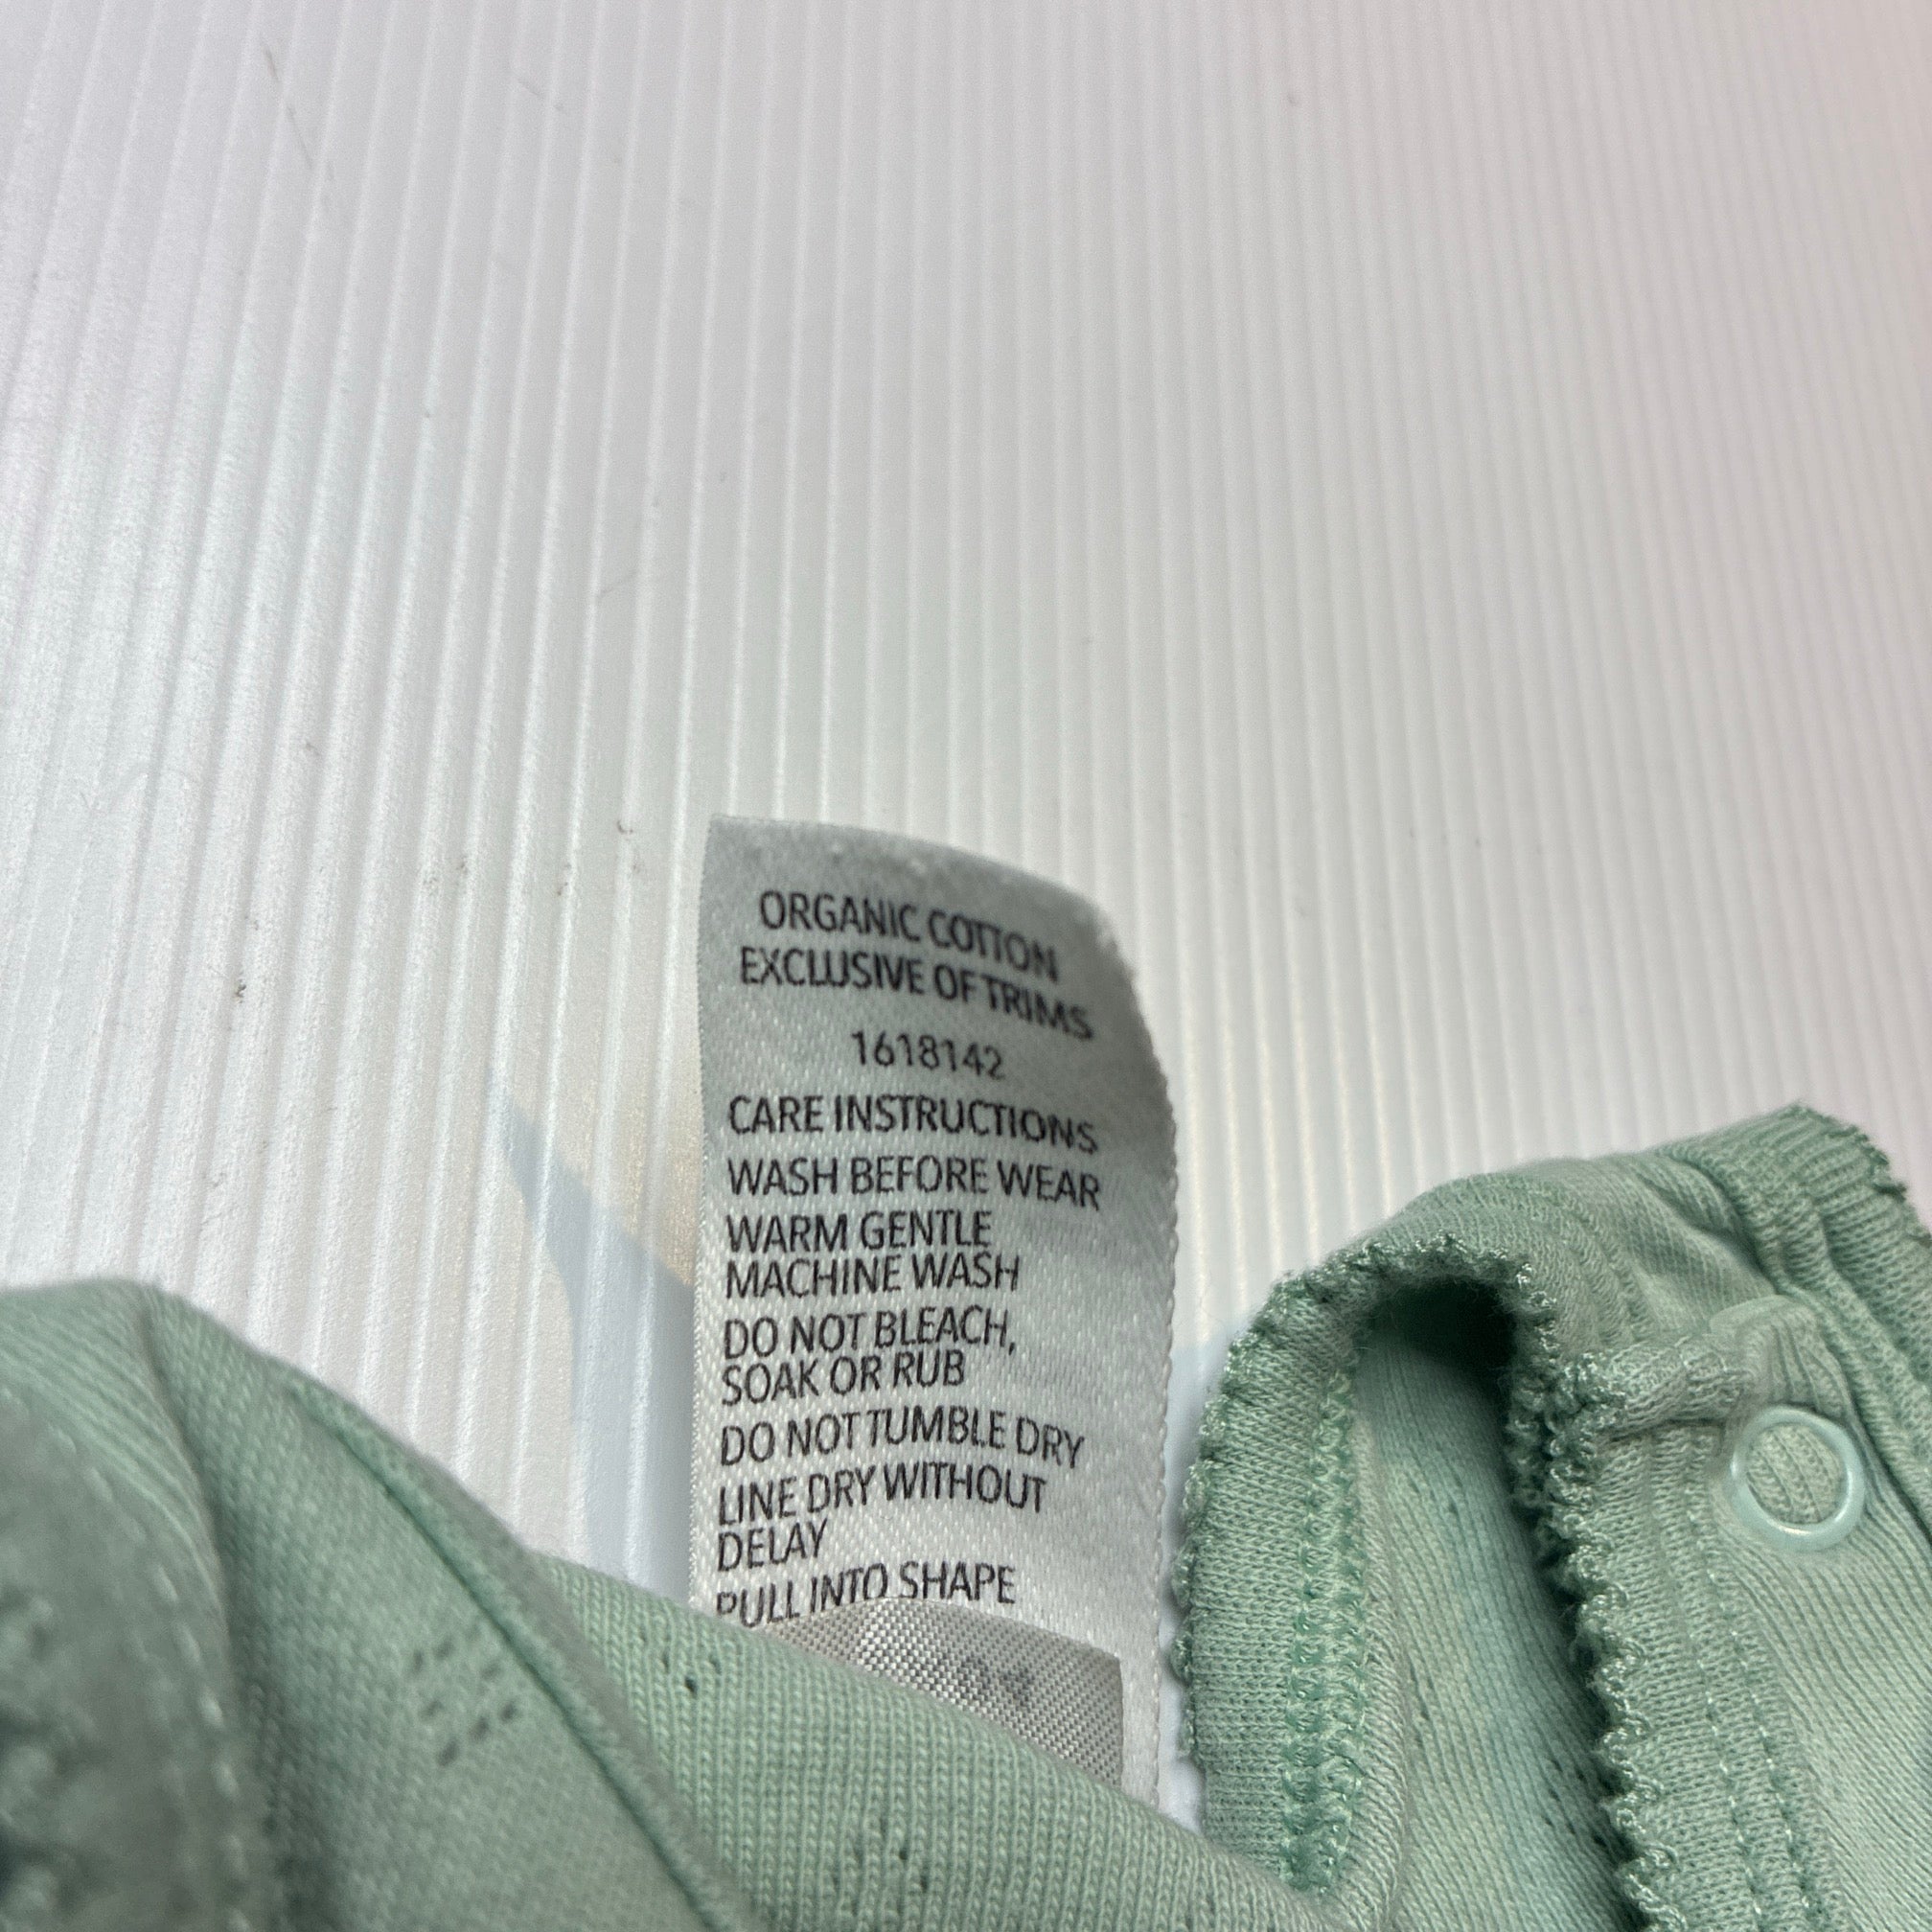 ORGANIC COTTON
EXCLUSIVE OF TRIMS
1618142
CARE INSTRUCTIONS
WASH BEFORE WEAR
WARM GENTLE
MACHINE WASH
DO NOT BLEACH,
SOAK OR RUB
DO NOT TUMBLE DRY
LINE DRY WITHOUT
DELAY
PULL INTO SHAPE